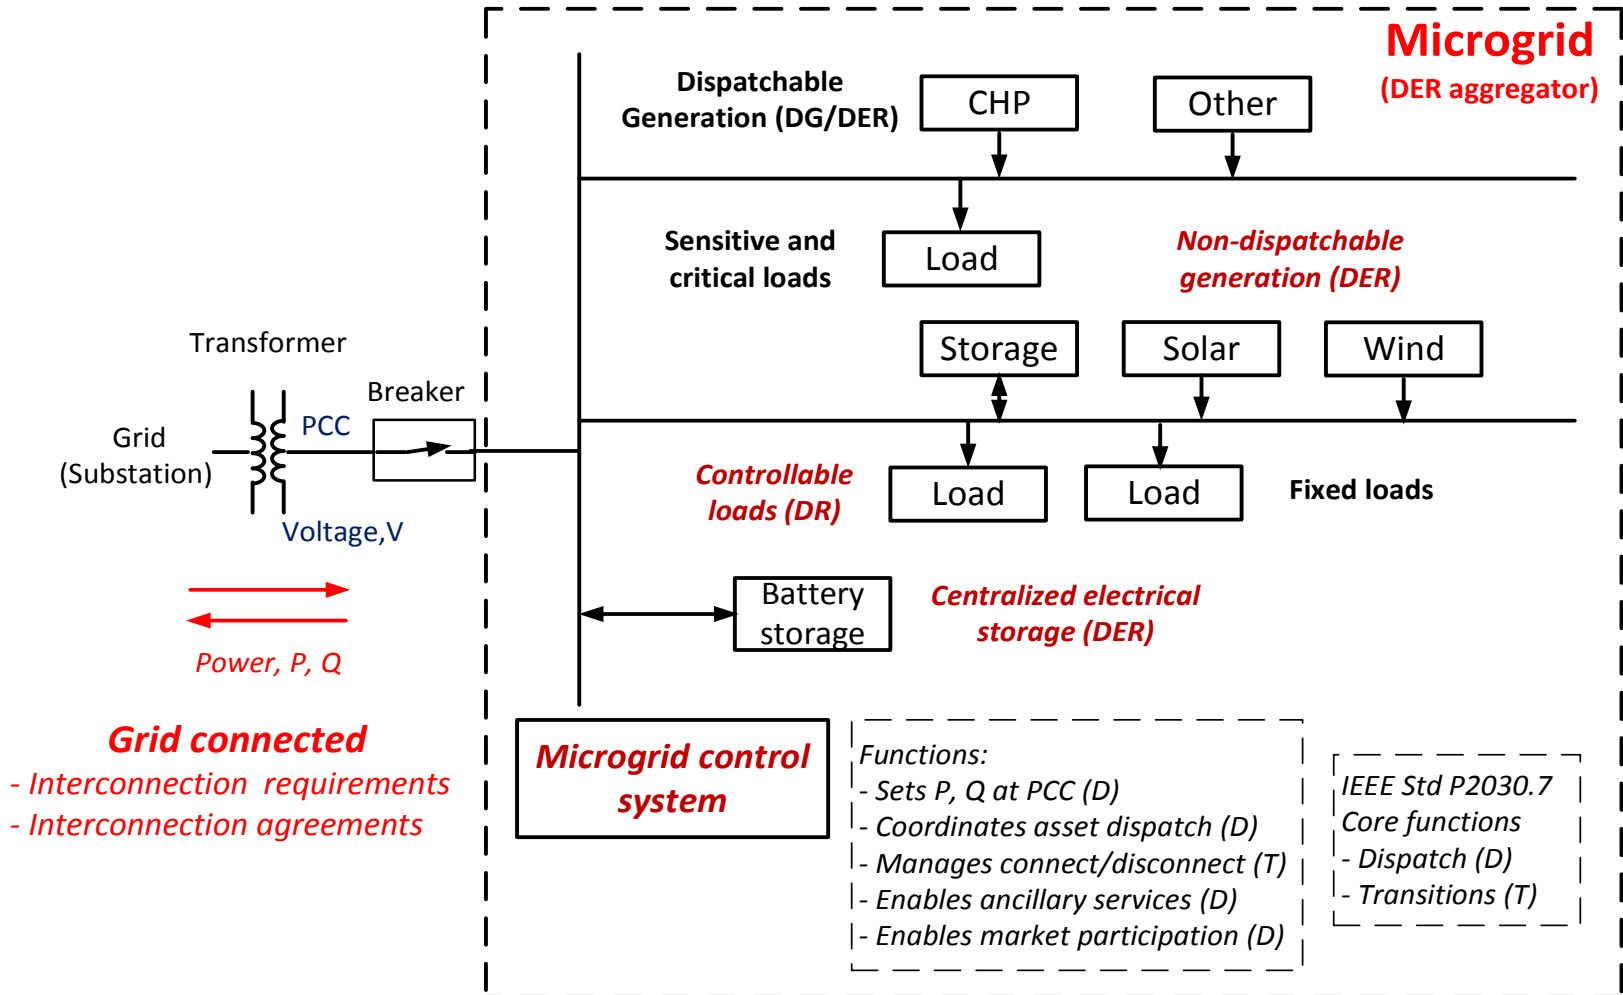 Microgrid
(DER aggregator)
Dispatchable
Generation (DG/DER)
CHP
Other
Sensitive and
critical loads
Load
Non-dispatchable
generation (DER)
Transformer
Storage
Solar
Wind
Breaker
PCC
Grid
(Substation)
Controllable
loads (DR)
Load
Load
Fixed loads
Voltage,V
Battery
storage
Centralized electrical
storage (DER)
Power, P, Q
Grid connected
- Interconnection requirements
- Interconnection agreements
Microgrid control
system
Functions:
- Sets P, Q at PCC (D)
- Coordinates asset dispatch (D)
- Manages connect/disconnect (T)
- Enables ancillary services (D)
- Enables market participation (D)
IEEE Std P2030.7
Core functions
- Dispatch (D)
- Transitions (T)